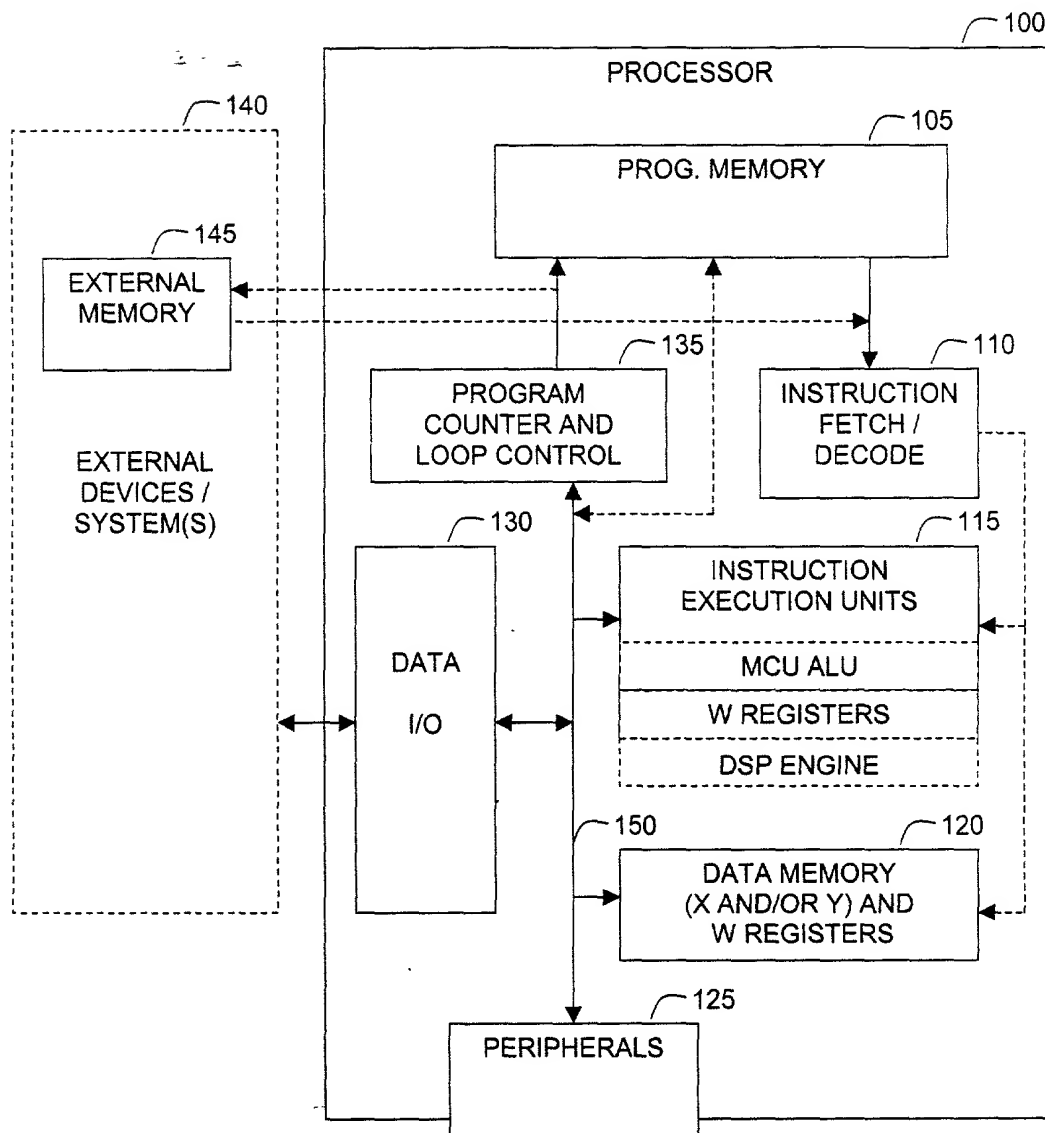 100
PROCESSOR
140
105
PROG. MEMORY
145
EXTERNAL
MEMORY
135
110
PROGRAM
COUNTER AND
LOOP CONTROL
INSTRUCTION
FETCH /
DECODE
EXTERNAL
DEVICES /
SYSTEM(S)
130
115
DATA
I/O
INSTRUCTION
EXECUTION UNITS
MCU ALU
W REGISTERS
DSP ENGINE
150
120
DATA MEMORY
(X AND/OR Y) AND
W REGISTERS
125
PERIPHERALS